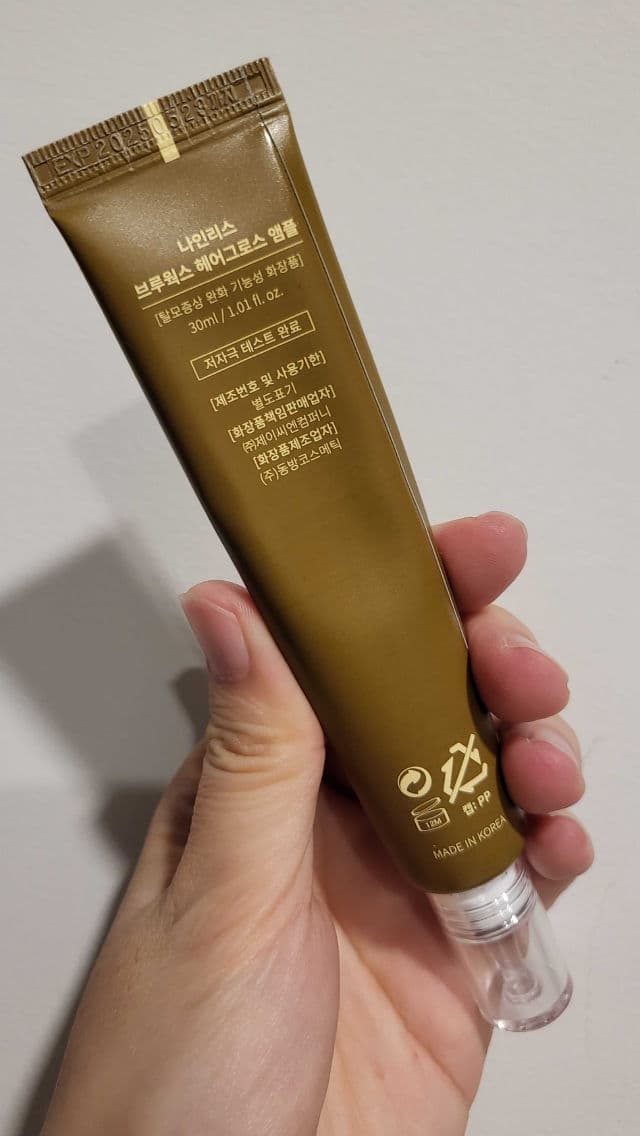 EXP 20250528
나인리스
브루웍스 헤어그로스 앰플
[탈모증상 완화 기능성 화장품]
30ml / 1.01 fl. oz.
저자극 테스트 완료
[제조번호 및 사용기한]
별도표기
[화장품책임판매업자]
㈜제이씨엔컴퍼니
[화장품제조업자]
(주)동방코스메틱
12M
캡: PP
MADE IN KOREA